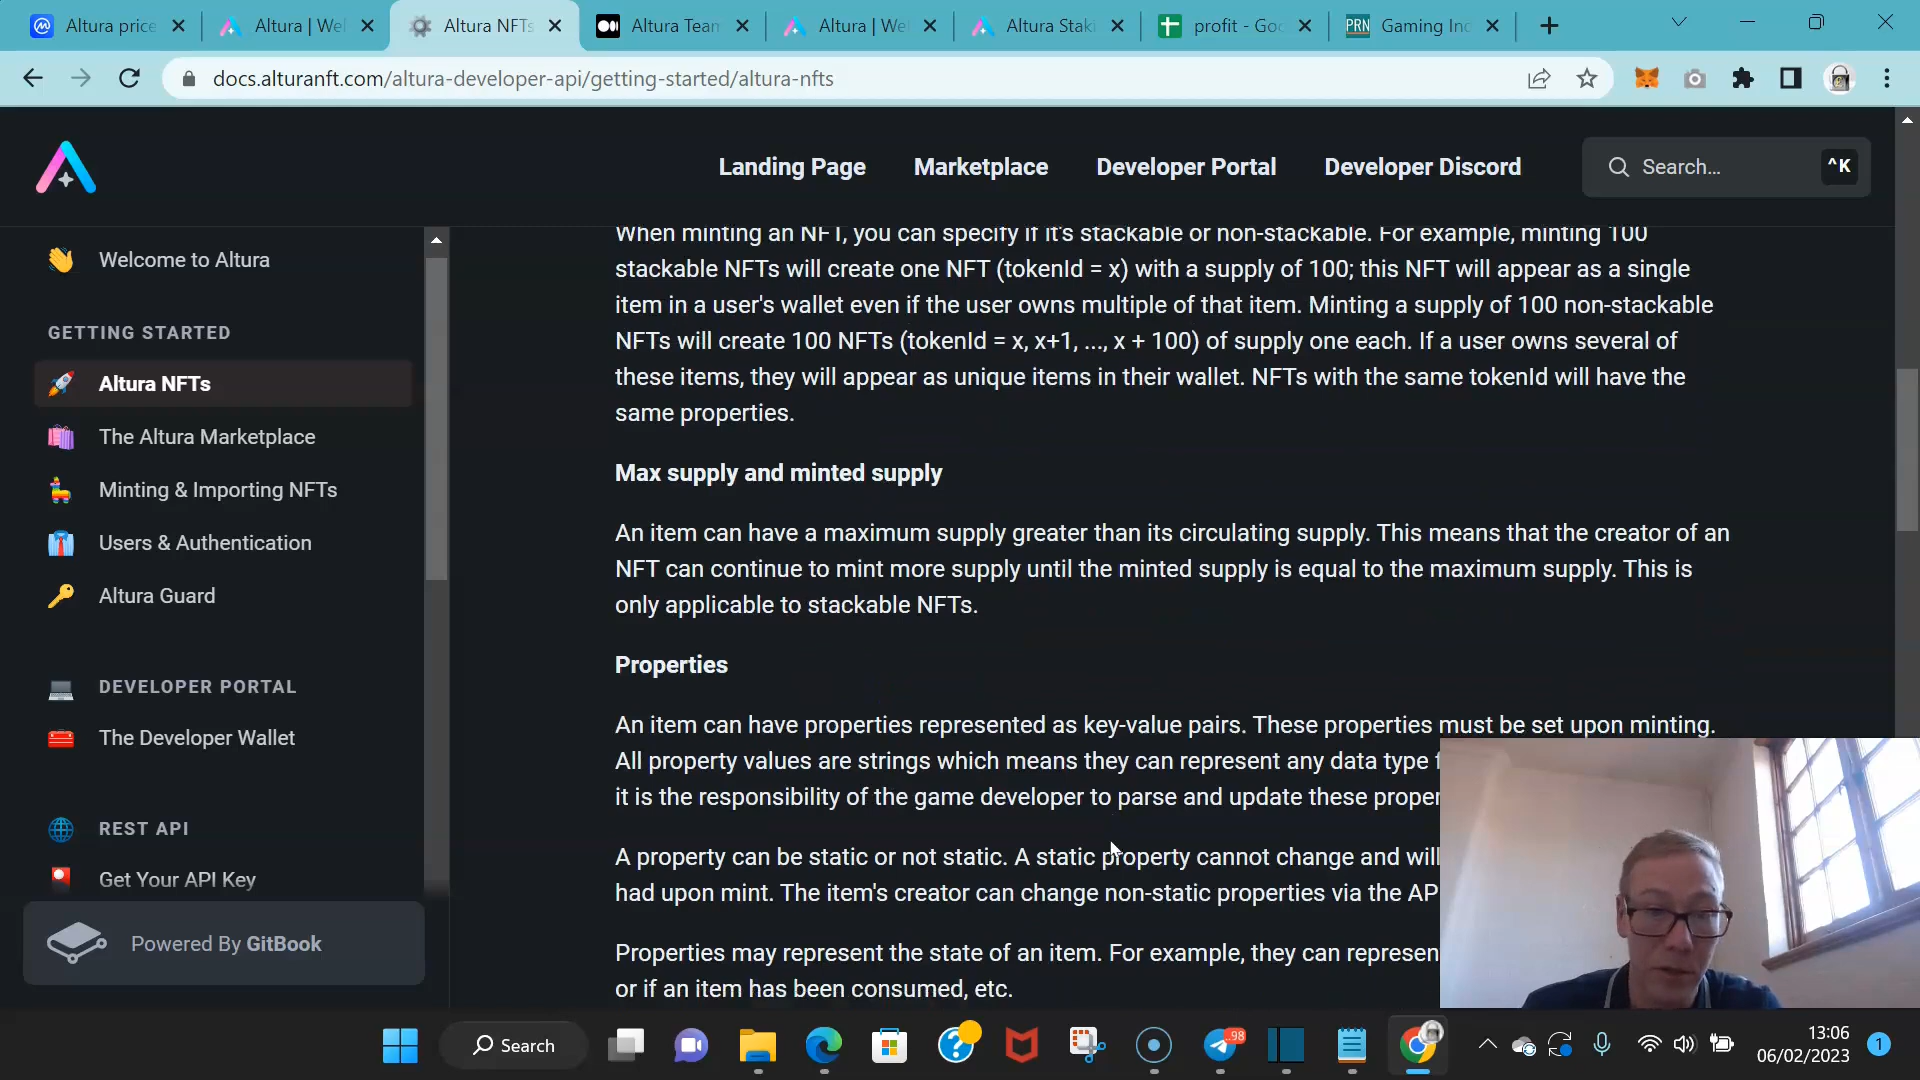 Altura price
Altura | We
Altura NFTs
Altura Team
Altura | We
Altura Stak
profit - Goo
PRN
Gaming Inc
docs.alturanft.com/altura-developer-api/getting-started/altura-nfts
Landing Page
Marketplace
Developer Portal
Developer Discord
Search...
^K
Welcome to Altura
GETTING STARTED
Altura NFTs
The Altura Marketplace
Minting & Importing NFTs
Users & Authentication
Altura Guard
DEVELOPER PORTAL
The Developer Wallet
REST API
Get Your API Key
Powered By GitBook
When minting an NFT, you can specify if it's stackable or non-stackable. For example, minting 100
stackable NFTs will create one NFT (tokenId = x) with a supply of 100; this NFT will appear as a single
item in a user's wallet even if the user owns multiple of that item. Minting a supply of 100 non-stackable
NFTs will create 100 NFTs (tokenId = x, x+1, ..., x + 100) of supply one each. If a user owns several of
these items, they will appear as unique items in their wallet. NFTs with the same tokenId will have the
same properties.
Max supply and minted supply
An item can have a maximum supply greater than its circulating supply. This means that the creator of an
NFT can continue to mint more supply until the minted supply is equal to the maximum supply. This is
only applicable to stackable NFTs.
Properties
An item can have properties represented as key-value pairs. These properties must be set upon minting.
All property values are strings which means they can represent any data type
it is the responsibility of the game developer to parse and update these proper
A property can be static or not static. A static property cannot change and will
had upon mint. The item's creator can change non-static properties via the AP
Properties may represent the state of an item. For example, they can represen
or if an item has been consumed, etc.
Search
98
13:06
06/02/2023
1